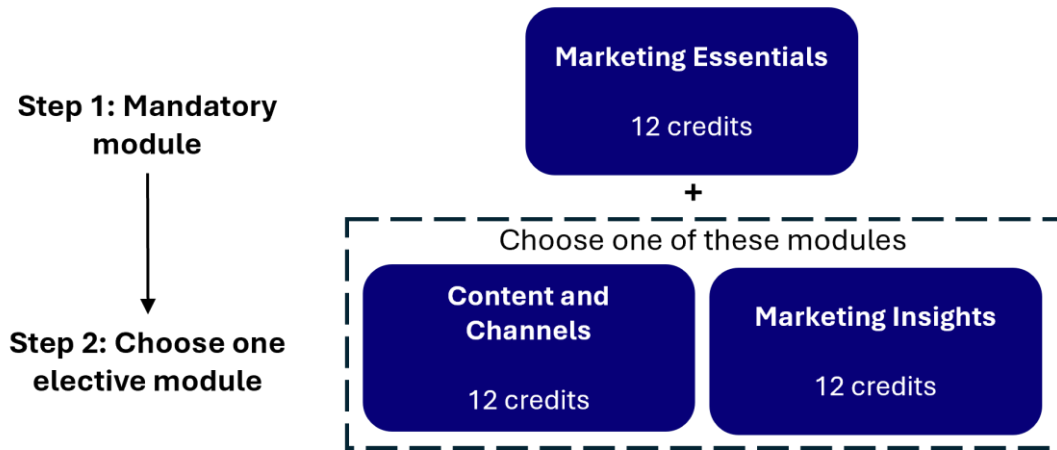 Step 1: Mandatory
module
Step 2: Choose one
elective module
Marketing Essentials
12 credits
+
Choose one of these modules
Content and
Channels
12 credits
Marketing Insights
12 credits